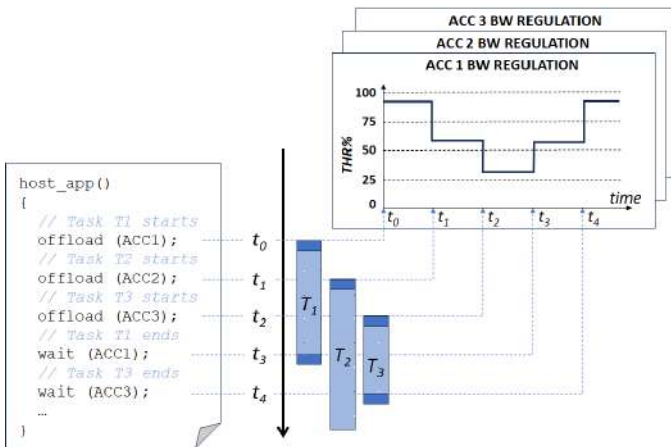 ACC 3 BW REGULATION
ACC 2 BW REGULATION
ACC 1 BW REGULATION
100
75
50
25
0
THR%
time
t0 t1 t2 t3 t4
host_app()
{
// Task T1 starts
offload (ACC1);
// Task T2 starts
offload (ACC2);
// Task T3 starts
offload (ACC3);
// Task T1 ends
wait (ACC1);
// Task T3 ends
wait (ACC3);
…
}
t0
t1
t2
t3
t4
T1
T2
T3